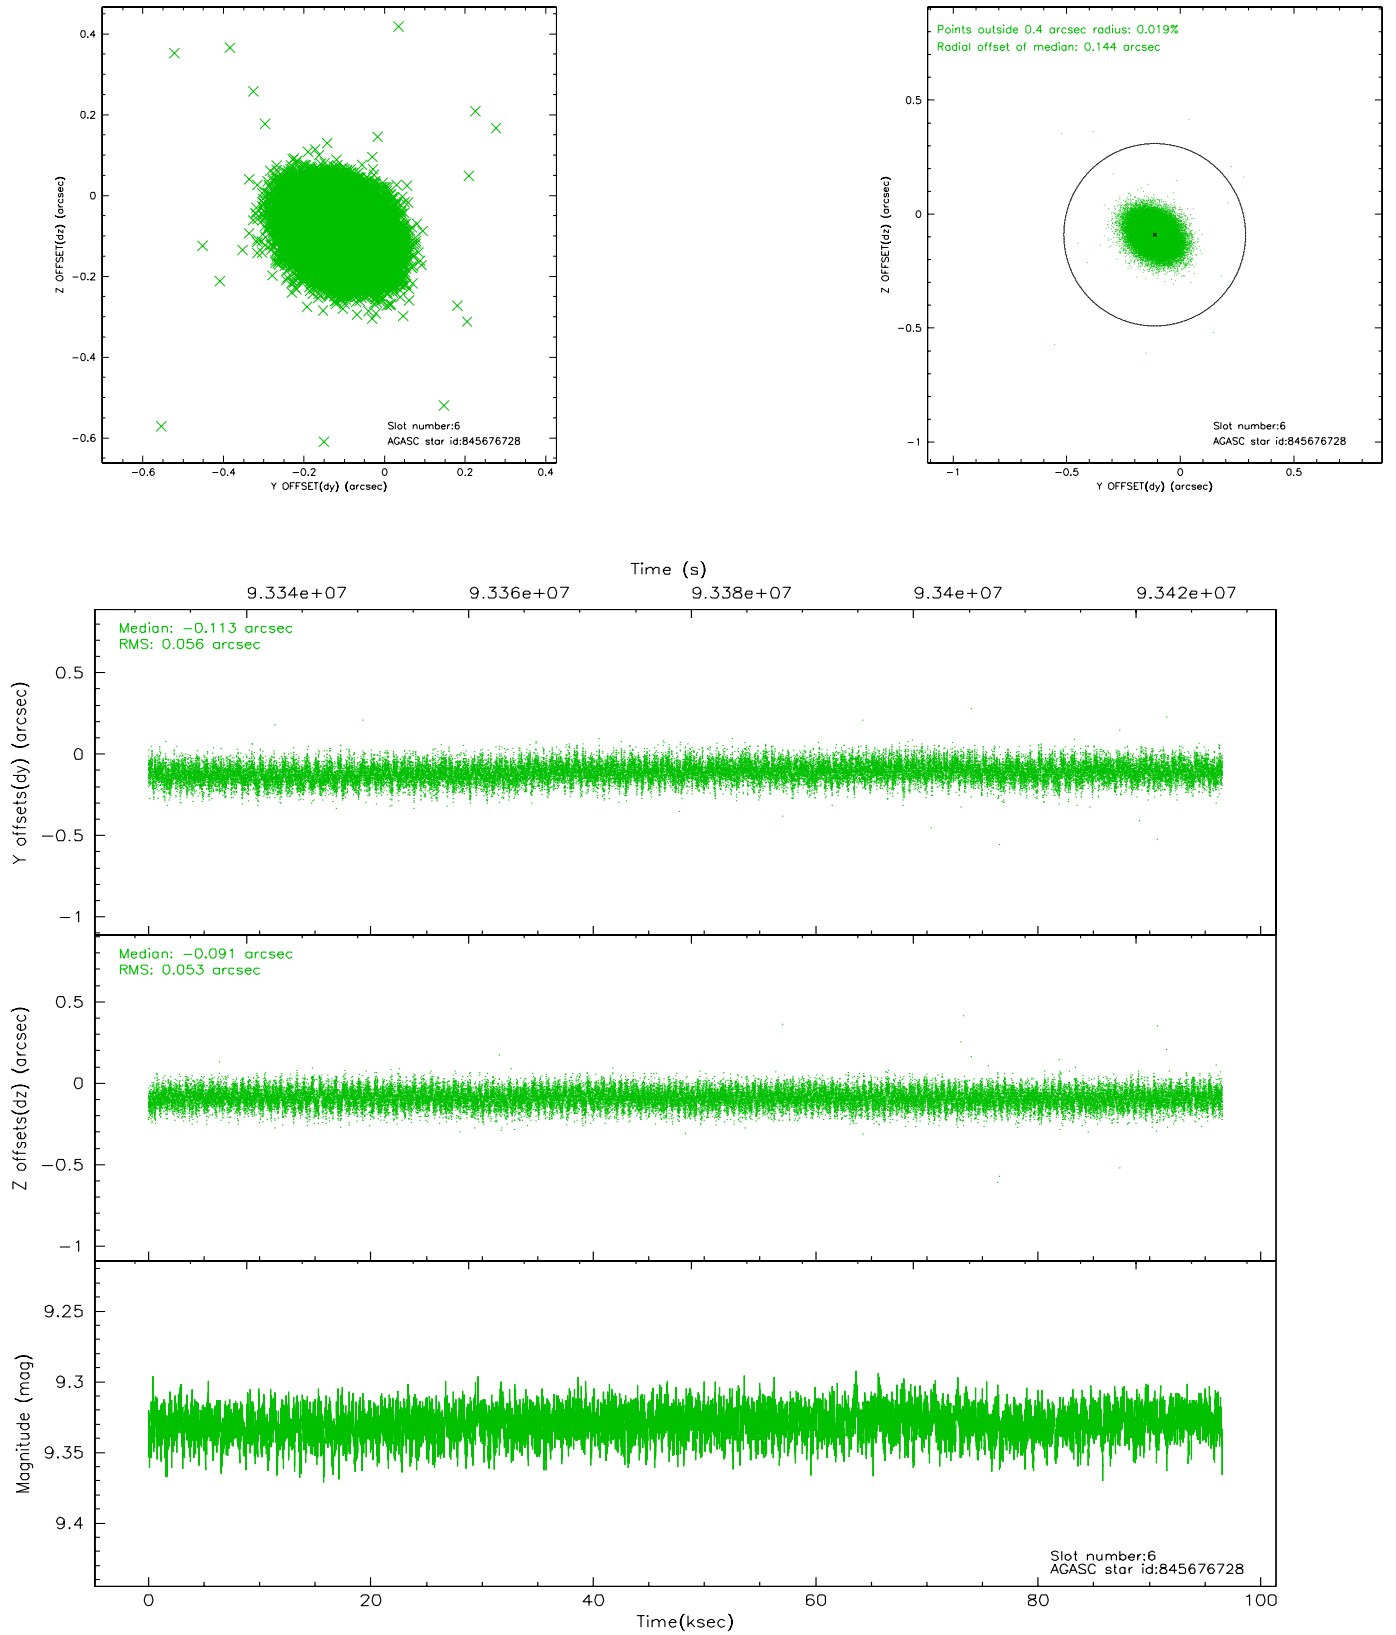 0.4
0.2
0
−0.2
−0.4
−0.6
Z OFFSET(dz) (arcsec)
Slot number:6
AGASC star id:845676728
−0.6 −0.4 −0.2 0 0.2 0.4
Y OFFSET(dy) (arcsec)
Points outside 0.4 arcsec radius: 0.019%
Radial offset of median: 0.144 arcsec
0.5
0
−0.5
−1
Z OFFSET(dz) (arcsec)
Slot number:6
AGASC star id:845676728
−1 −0.5 0 0.5
Y OFFSET(dy) (arcsec)
Time (s)
9.334e+07 9.336e+07 9.338e+07 9.34e+07 9.342e+07
Median: −0.113 arcsec
RMS: 0.056 arcsec
0.5
0
−0.5
−1
Y offsets(dy) (arcsec)
Median: −0.091 arcsec
RMS: 0.053 arcsec
0.5
0
−0.5
−1
Z offsets(dz) (arcsec)
9.25
9.3
9.35
9.4
Magnitude (mag)
Slot number:6
AGASC star id:845676728
0 20 40 60 80 100
Time(ksec)